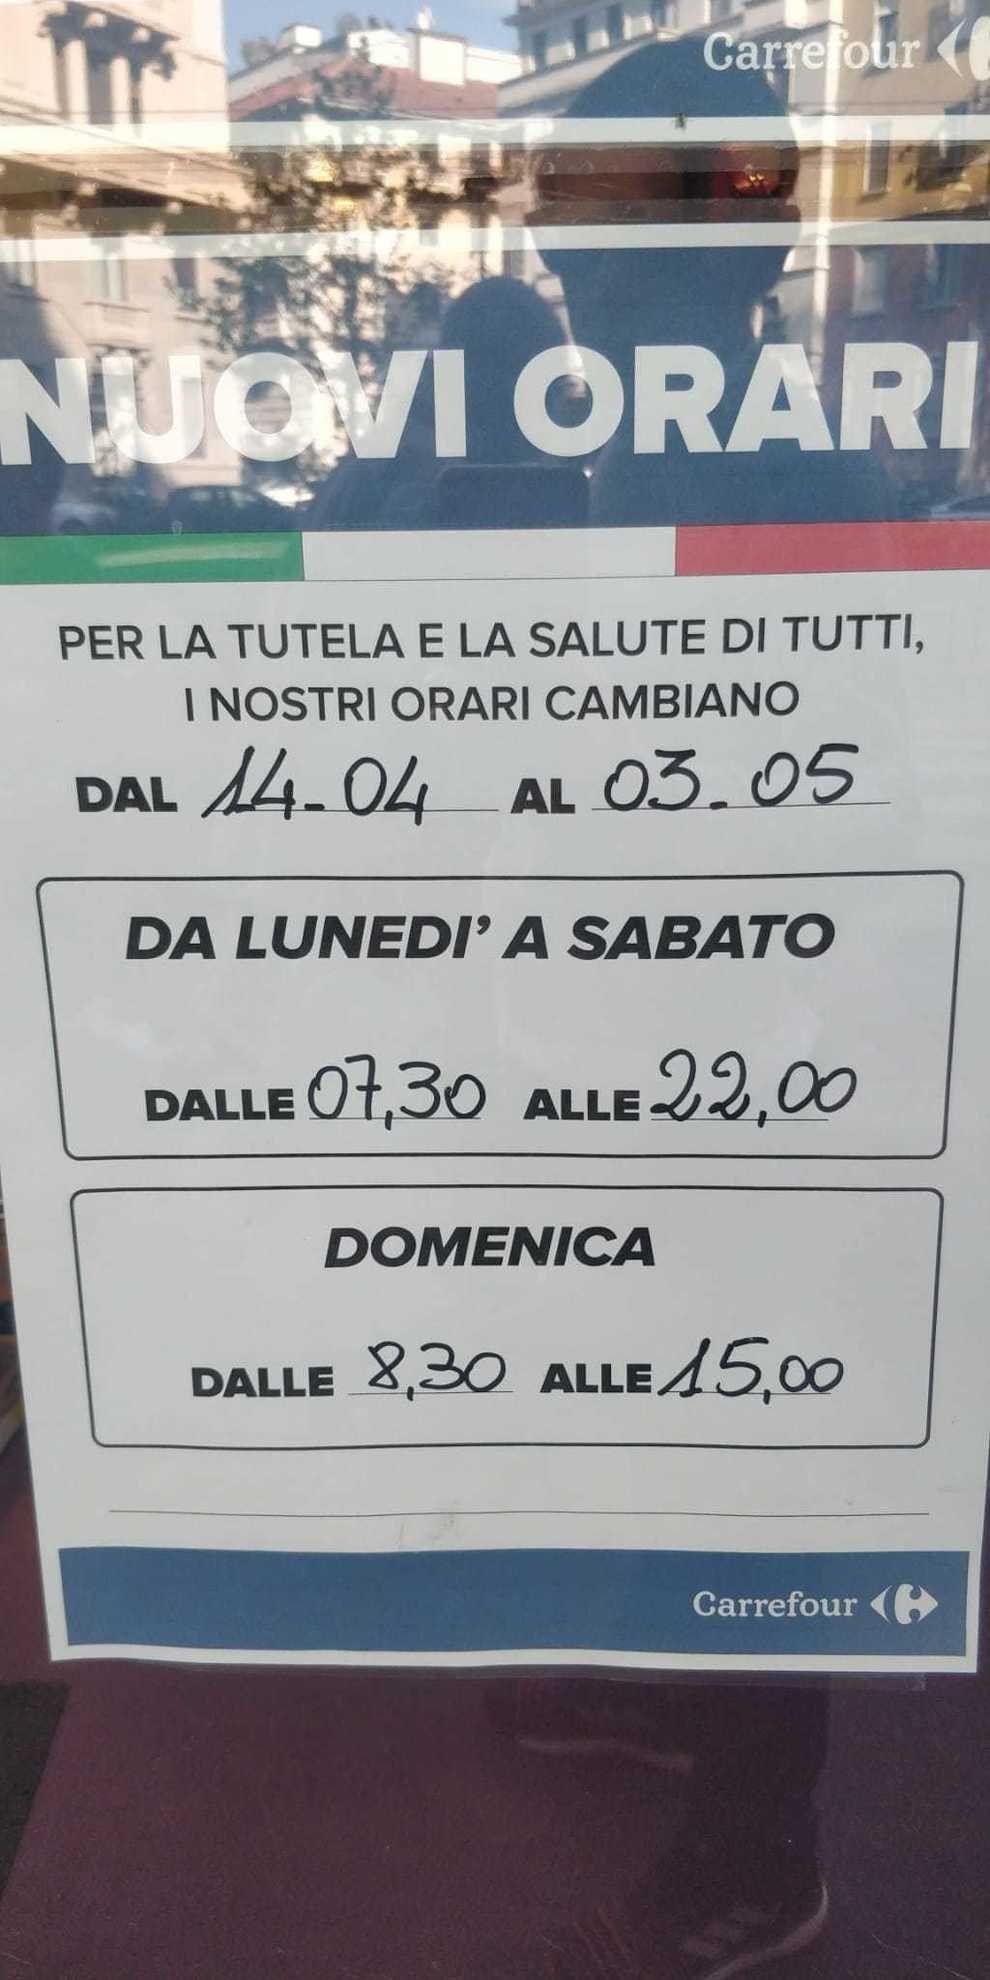 Carrefour
NUOVI ORARI
PER LA TUTELA E LA SALUTE DI TUTTI,
I NOSTRI ORARI CAMBIANO
DAL 14-04 AL 03-05
DA LUNEDI' A SABATO
DALLE 07,30 ALLE 22,00
DOMENICA
DALLE 8,30 ALLE 15,00
Carrefour